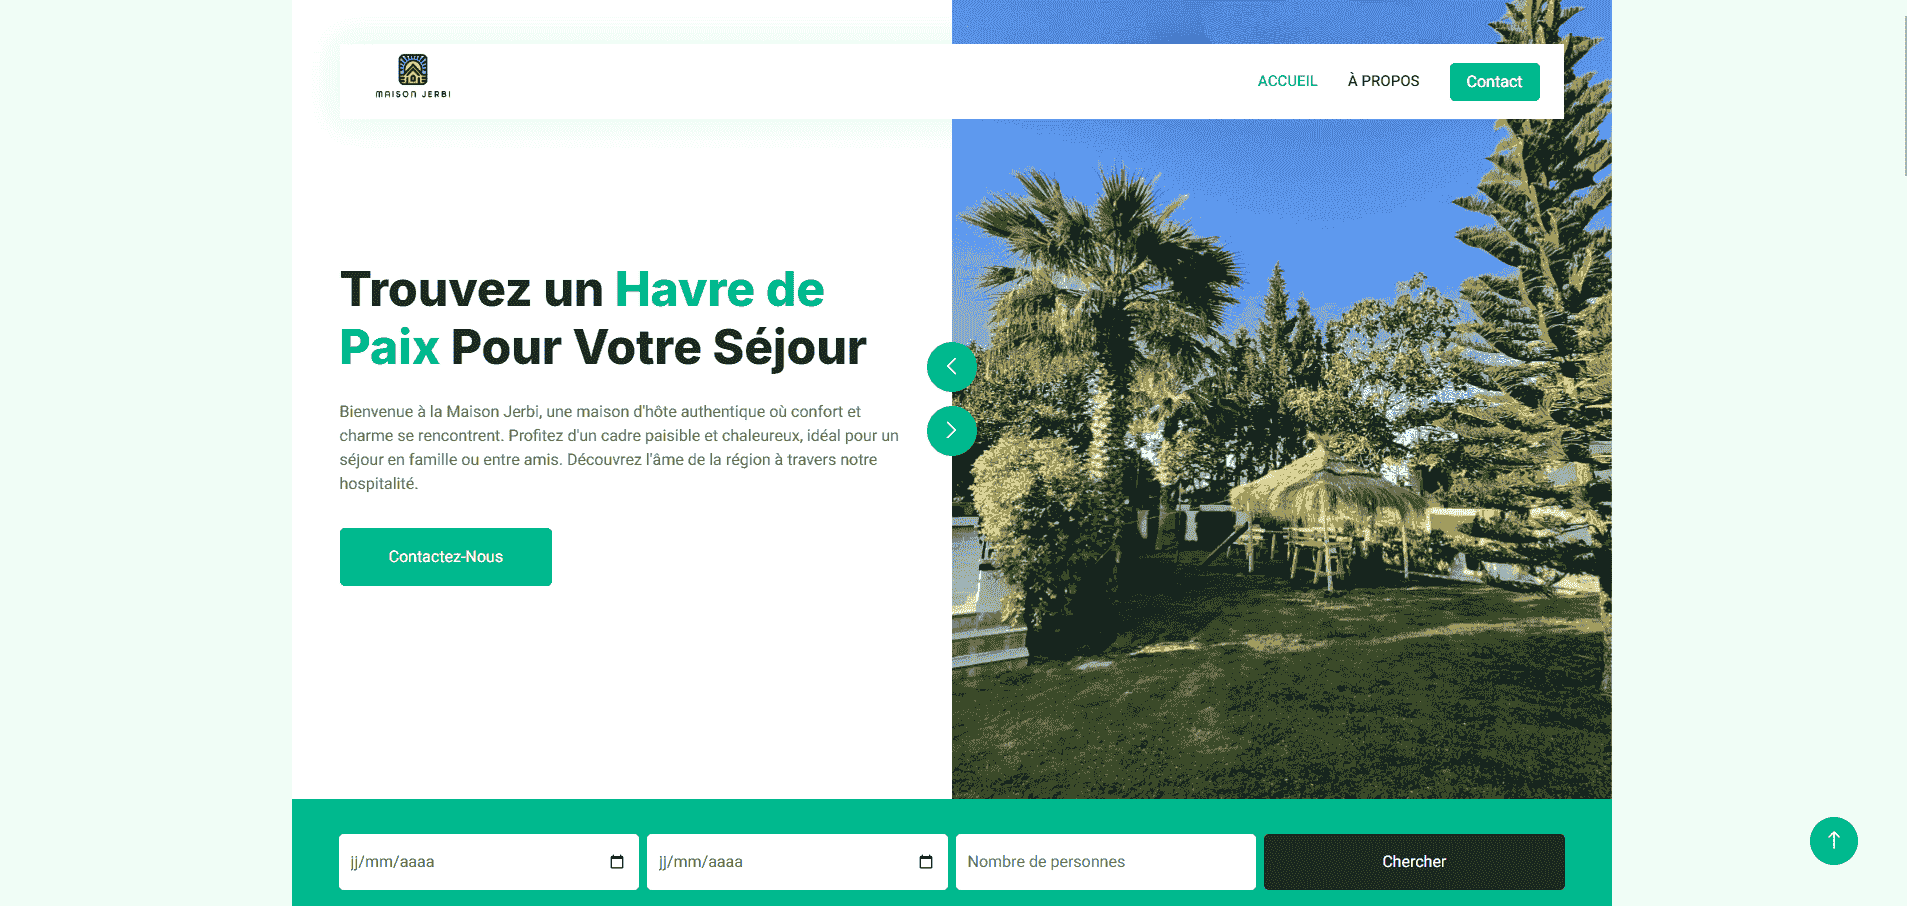 MAISON JERBI
ACCUEIL
À PROPOS
Contact
Trouvez un Havre de
Paix Pour Votre Séjour
Bienvenue à la Maison Jerbi, une maison d'hôte authentique où confort et
charme se rencontrent. Profitez d'un cadre paisible et chaleureux, idéal pour un
séjour en famille ou entre amis. Découvrez l'âme de la région à travers notre
hospitalité.
Contactez-Nous
jj/mm/aaaa
jj/mm/aaaa
Nombre de personnes
Chercher